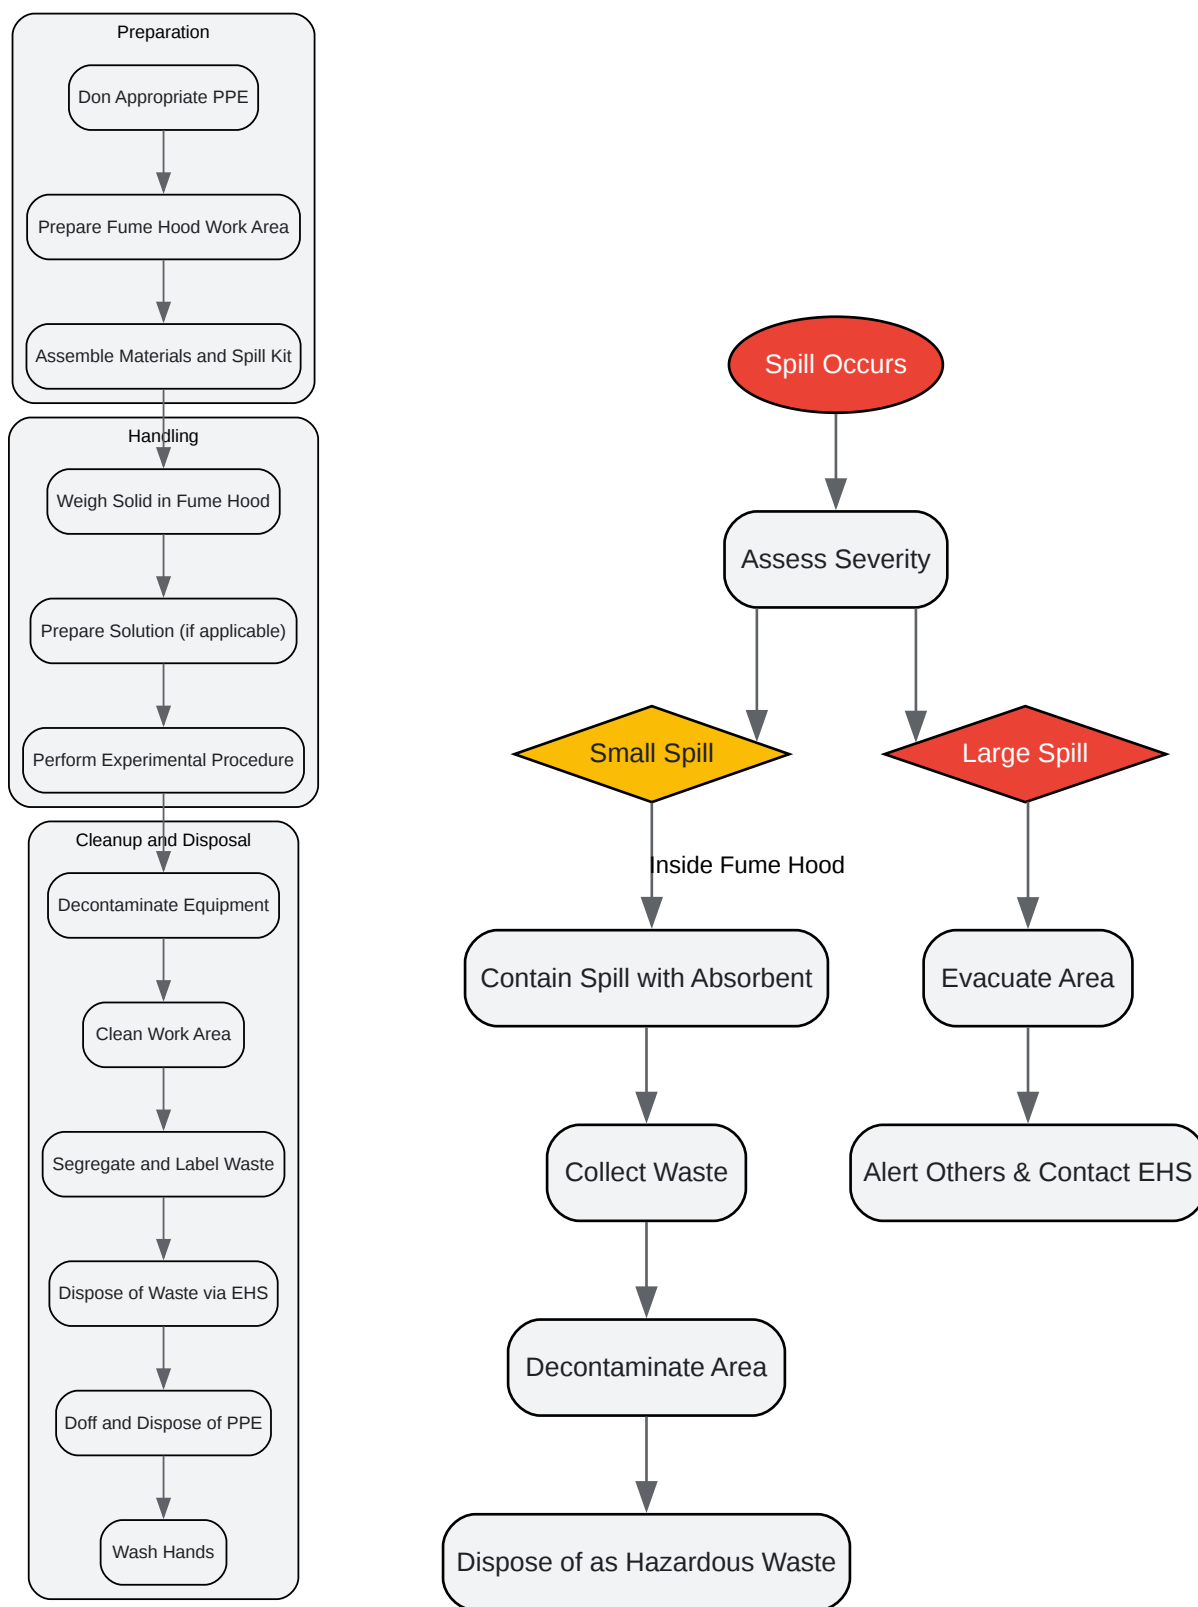 Preparation
Don Appropriate PPE
Prepare Fume Hood Work Area
Assemble Materials and Spill Kit
Handling
Weigh Solid in Fume Hood
Prepare Solution (if applicable)
Perform Experimental Procedure
Cleanup and Disposal
Decontaminate Equipment
Clean Work Area
Segregate and Label Waste
Dispose of Waste via EHS
Doff and Dispose of PPE
Wash Hands
Spill Occurs
Assess Severity
Small Spill
Large Spill
Inside Fume Hood
Contain Spill with Absorbent
Evacuate Area
Collect Waste
Alert Others & Contact EHS
Decontaminate Area
Dispose of as Hazardous Waste